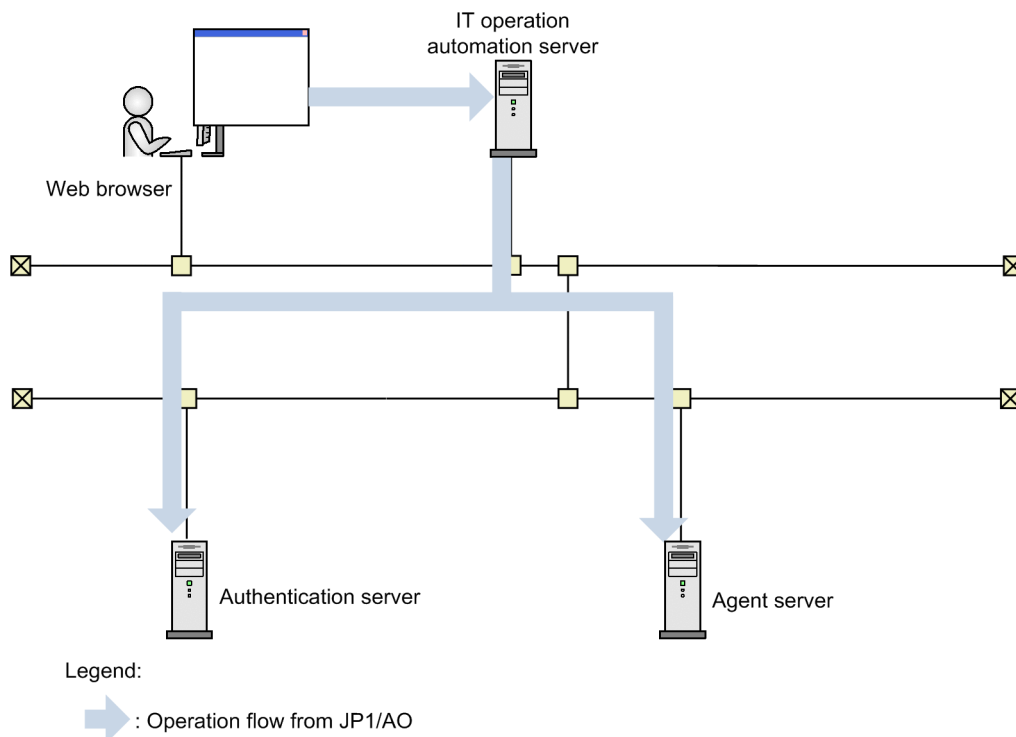 IT operation
automation server
Web browser
Authentication server
Agent server
Legend:
: Operation flow from JP1/AO